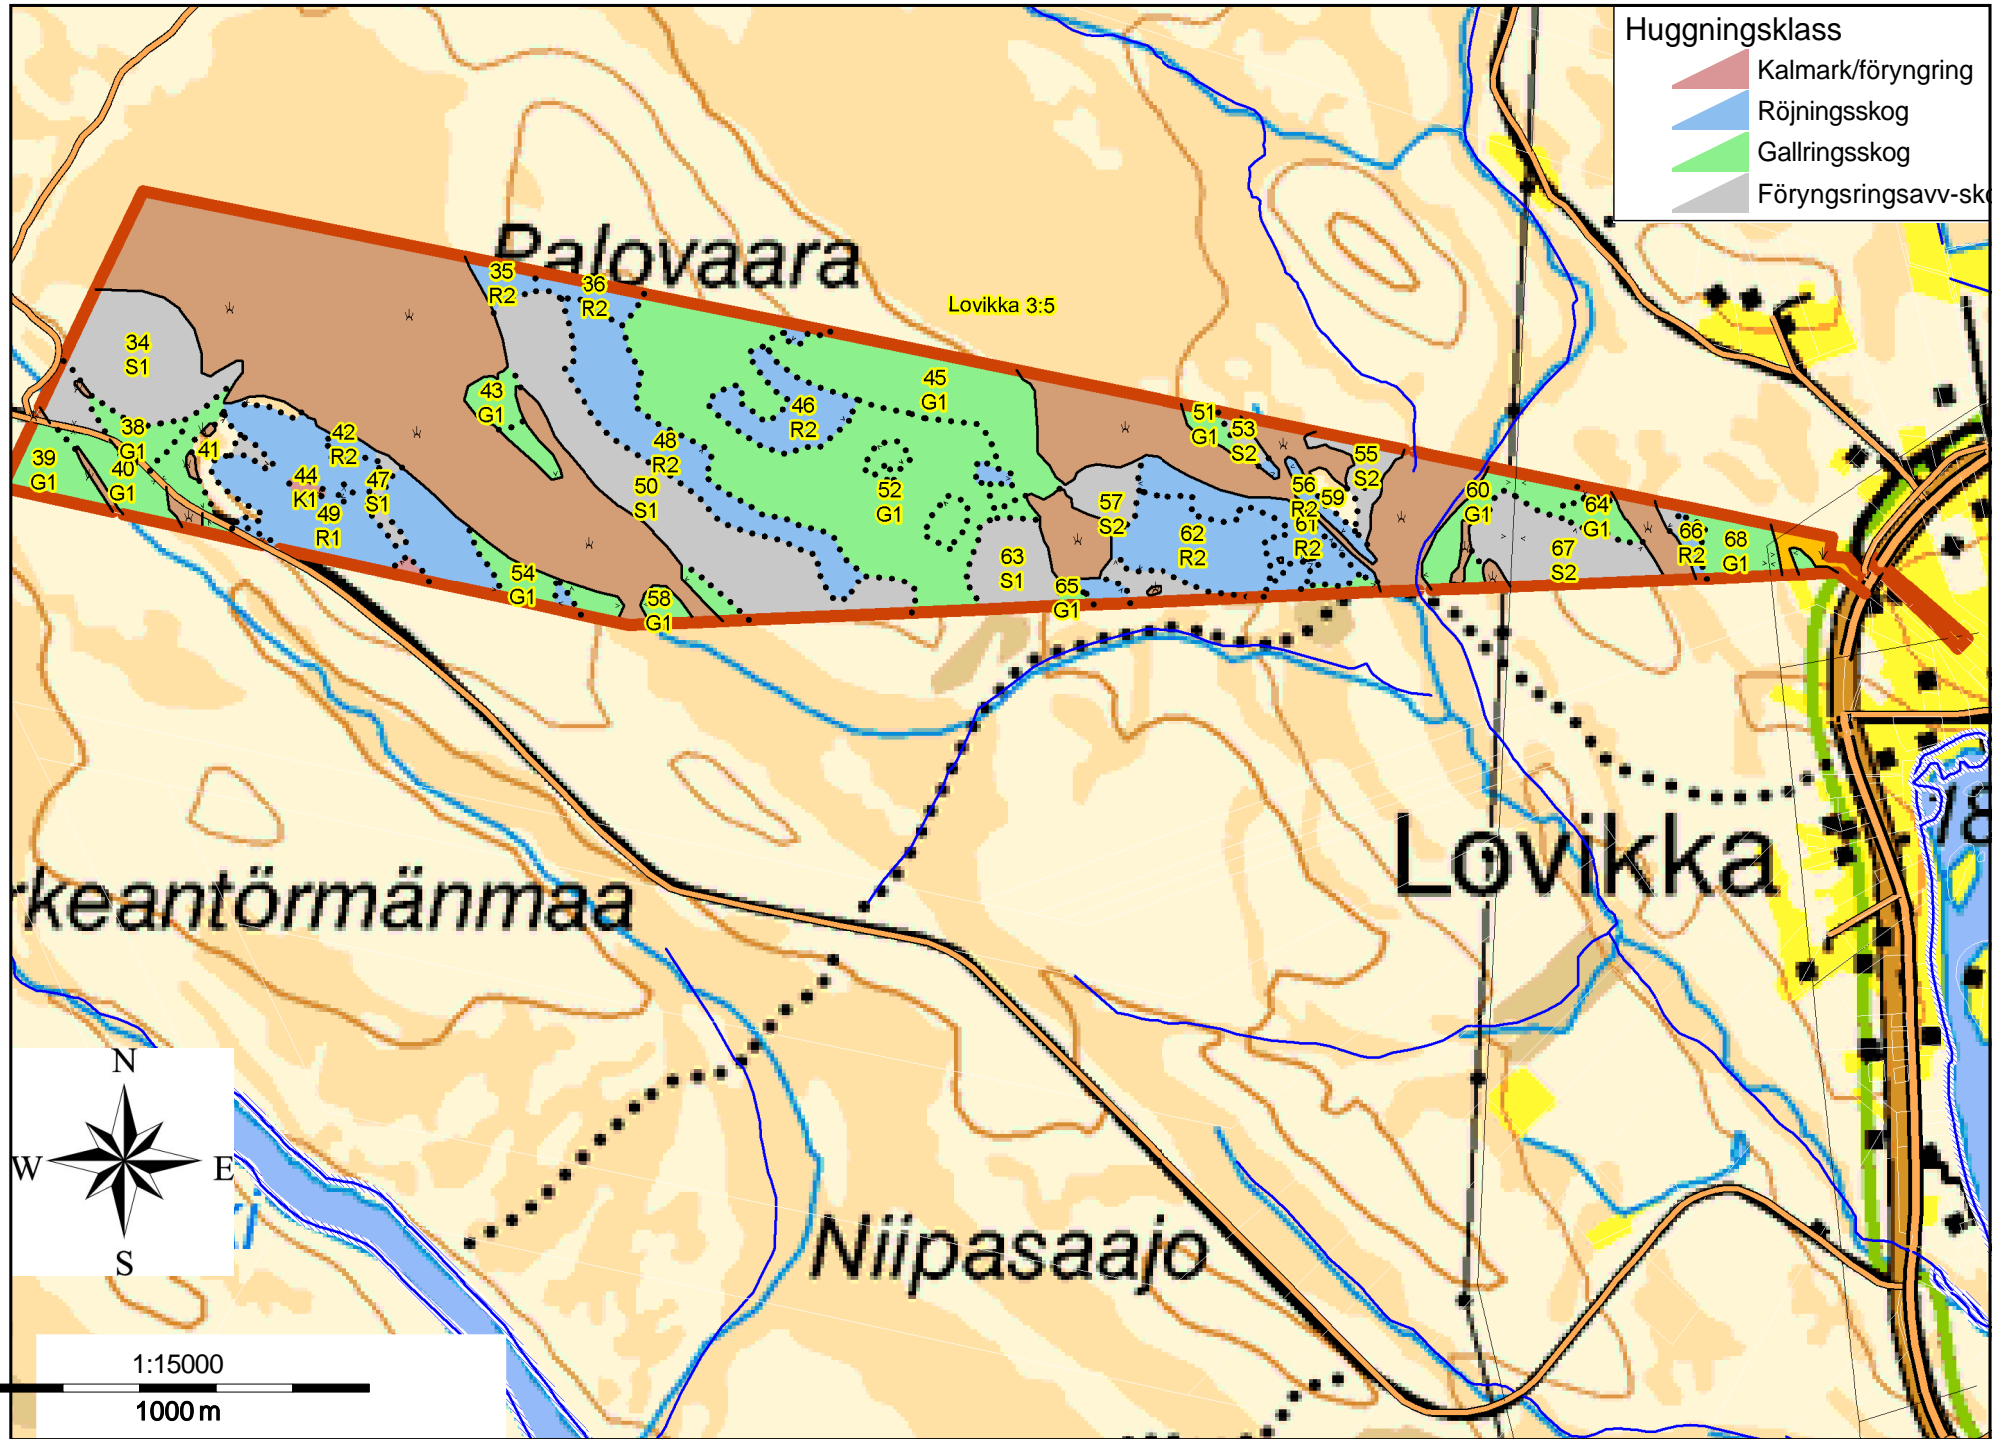 Huggningsklass
Kalmark/föryngring
Röjningsskog
Gallringsskog
Föryngsringsavv-sko
Palovaara
Lovikka 3:5
35
R2
36
R2
34
S1
43
G1
45
G1
46
R2
38
G1
39
G1
40
G1
41
42
R2
44
K1
47
S1
49
R1
48
R2
50
S1
52
G1
51
G1
53
S2
55
S2
56
R2
59
57
S2
60
G1
61
R2
62
R2
63
S1
64
G1
66
R2
67
S2
68
G1
54
G1
58
G1
65
G1
Lovikka
18
rkeantörmänmaa
Niipasaajo
N
W
E
S
1:15000
1000 m